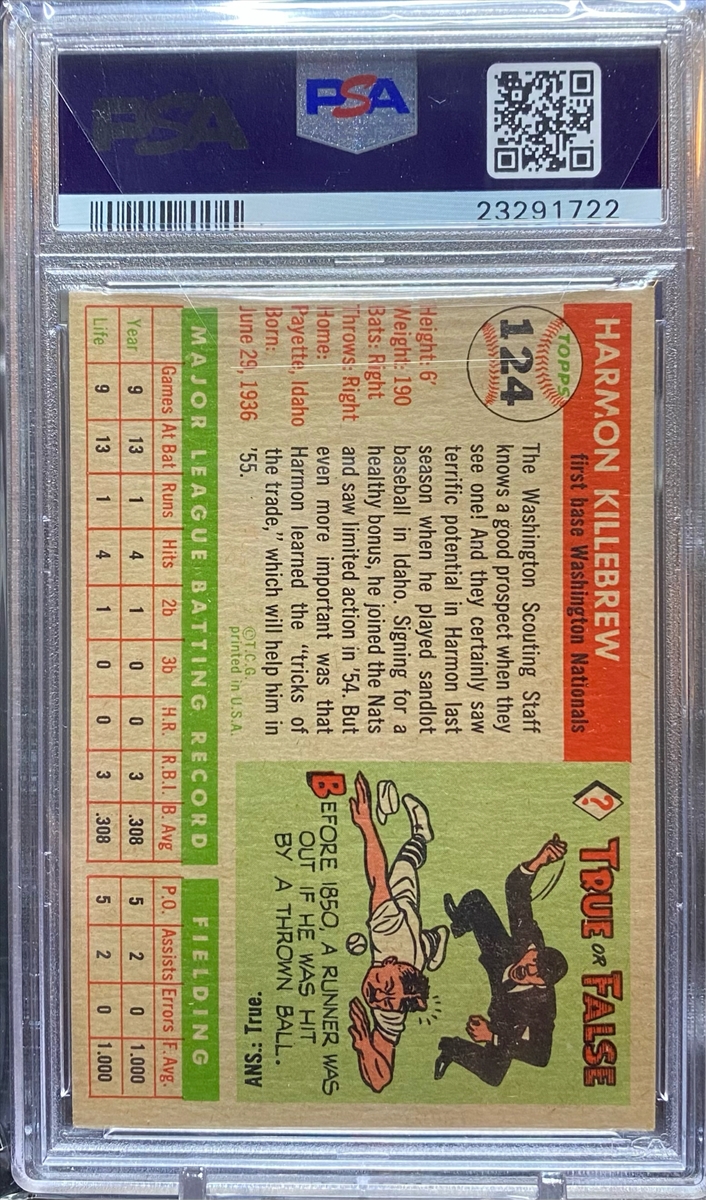 PSA
PSA
23291722
TOPPS
124
HARMON KILLEBREW
first base Washington Nationals
Height: 6'
Weight: 190
Bats: Right
Throws: Right
Home:
Payette, Idaho
Born:
June 29, 1936
The Washington Scouting Staff
knows a good prospect when they
see one! And they certainly saw
terrific potential in Harmon last
season when he played sandlot
baseball in Idaho. Signing for a
healthy bonus, he joined the Nats
and saw limited action in '54. But
even more important was that
Harmon learned the "tricks of
the trade," which will help him in
'55.
©T.C.G.
printed in U.S.A.
?
TRUE OR FALSE
BEFORE 1850, A RUNNER WAS
OUT IF HE WAS HIT
BY A THROWN BALL.
ANS:: True.
MAJOR LEAGUE BATTING RECORD
FIELDING
Games At Bat Runs Hits 2b 3b H.R. R.B.I. B. Avg P.O. Assists Errors F. Avg.
Year 9 13 1 4 1 0 0 3 .308 5 2 0 1.000
Life 9 13 1 4 1 0 0 3 .308 5 2 0 1.000